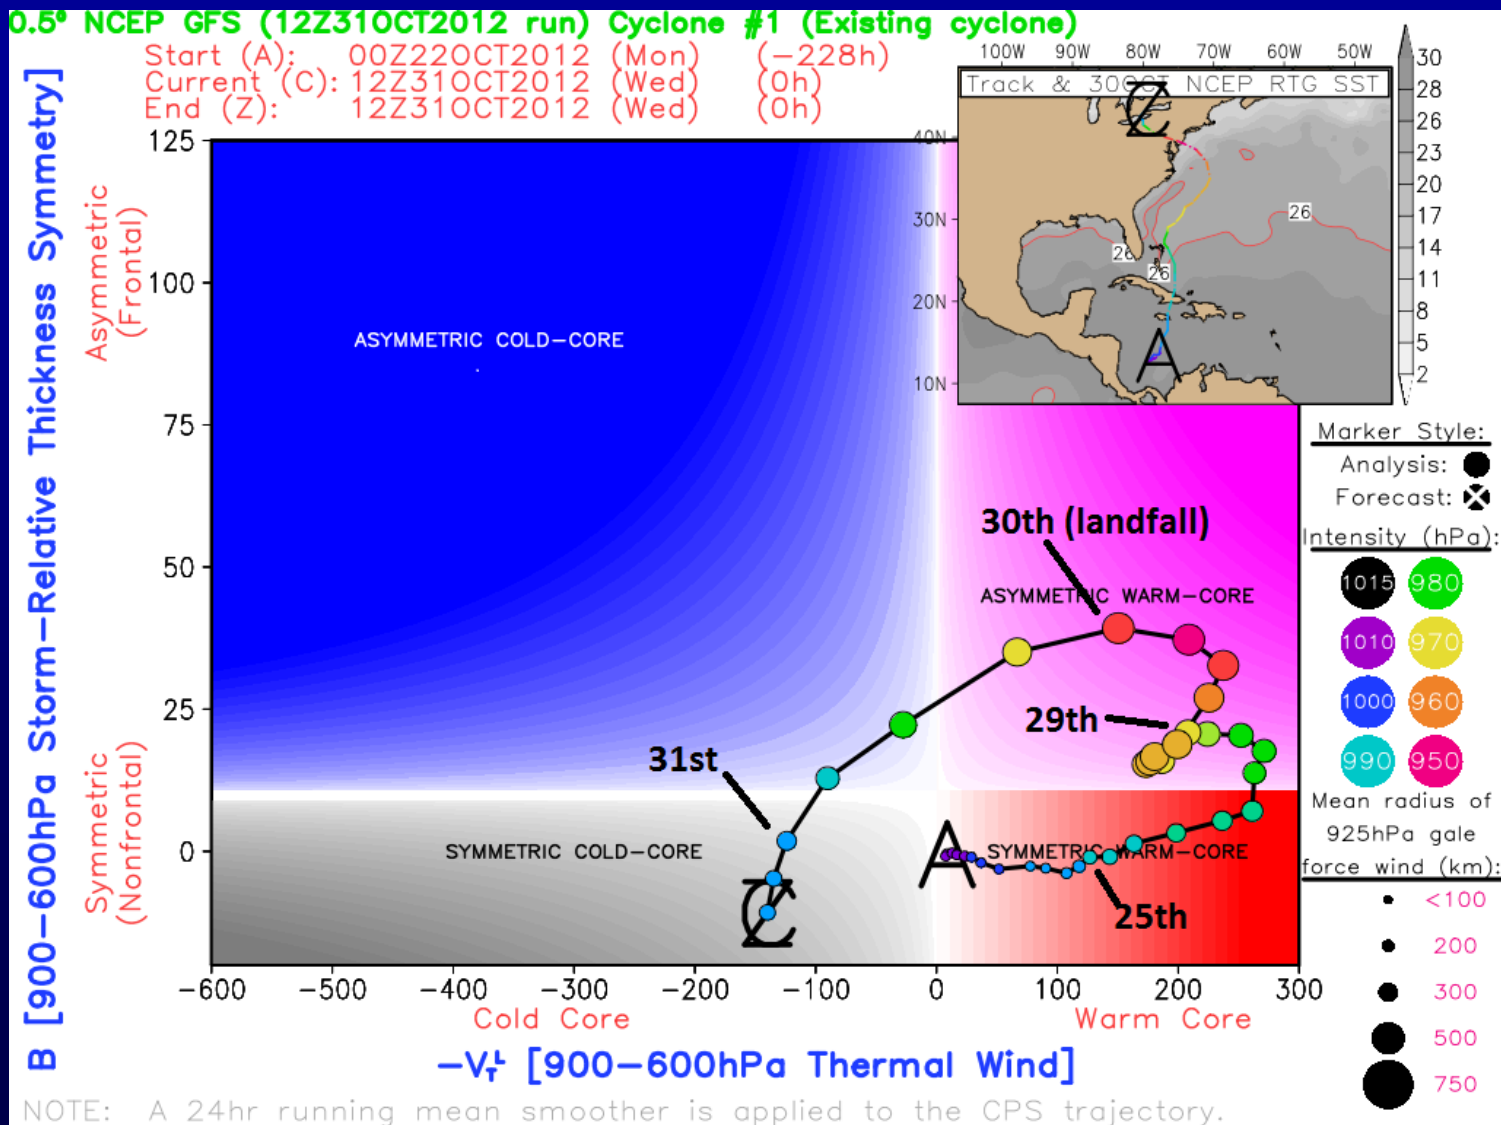 0.5° NCEP GFS (12Z31OCT2012 run) Cyclone #1 (Existing cyclone)
Start (A): 00Z22OCT2012 (Mon) (−228h)
Current (C): 12Z31OCT2012 (Wed) (0h)
End (Z): 12Z31OCT2012 (Wed) (0h)
100W 90W 80W 70W 60W 50W
Track & 30OCT NCEP RTG SST
C
Z
40N
30N
20N
10N
26
26
26
A
30
28
26
23
20
17
14
11
8
5
2
B [900−600hPa Storm−Relative Thickness Symmetry]
Asymmetric
(Frontal)
Symmetric
(Nonfrontal)
125
100
75
50
25
0
ASYMMETRIC COLD−CORE
30th (landfall)
ASYMMETRIC WARM−CORE
29th
31st
SYMMETRIC COLD−CORE
A
SYMMETRIC WARM−CORE
25th
C
Z
−600 −500 −400 −300 −200 −100 0 100 200 300
Cold Core Warm Core
−VTL [900−600hPa Thermal Wind]
Marker Style:
Analysis:
Forecast:
Intensity (hPa):
1015 980
1010 970
1000 960
990 950
Mean radius of
925hPa gale
force wind (km):
<100
200
300
500
750
NOTE: A 24hr running mean smoother is applied to the CPS trajectory.